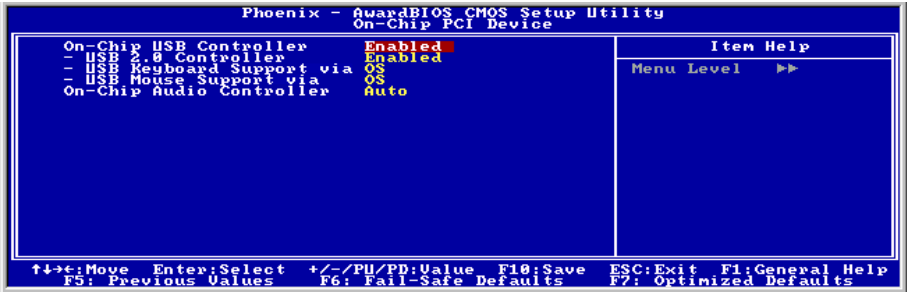 Phoenix - AwardBIOS CMOS Setup Utility
On-Chip PCI Device
On-Chip USB Controller Enabled
- USB 2.0 Controller Enabled
- USB Keyboard Support via OS
- USB Mouse Support via OS
On-Chip Audio Controller Auto
Item Help
Menu Level ►►
↑↓→←:Move Enter:Select +/-/PU/PD:Value F10:Save ESC:Exit F1:General Help
F5: Previous Values F6: Fail-Safe Defaults F7: Optimized Defaults